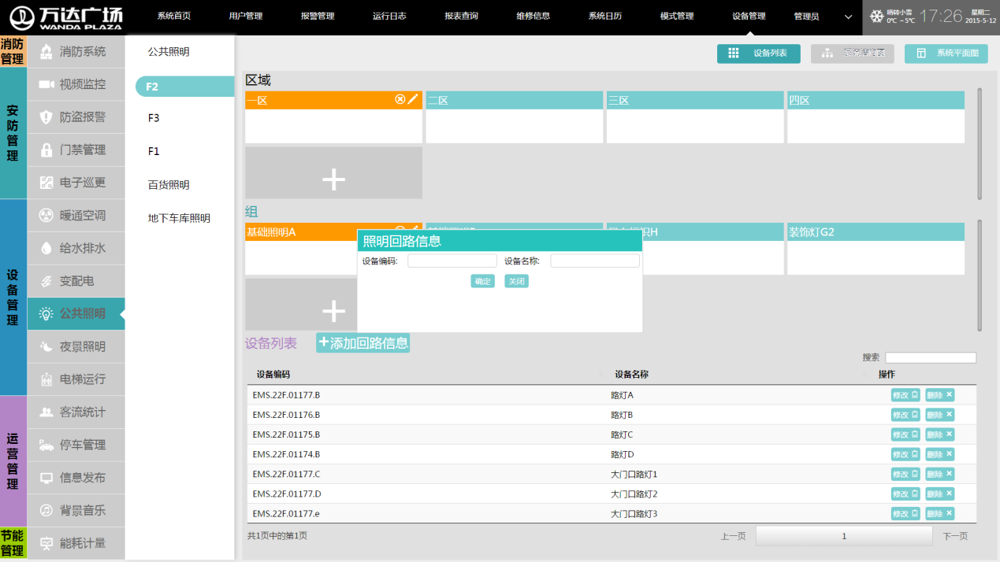 万达广场
WANDA PLAZA
系统首页 用户管理 报警管理 运行日志 报表查询 维修信息 系统日历 模式管理 设备管理 管理员
晴转小雪
0℃ ~ 5℃
17:26
星期二
2015-5-12
消防管理
安防管理
设备管理
运营管理
节能管理
消防系统
视频监控
防盗报警
门禁管理
电子巡更
暖通空调
给水排水
变配电
公共照明
夜景照明
电梯运行
客流统计
停车管理
信息发布
背景音乐
能耗计量
公共照明
F2
F3
F1
百货照明
地下车库照明
设备列表
系统平面图
区域
一区 二区 三区 四区
组
基础照明A
识H
装饰灯G2
照明回路信息
设备编码: 设备名称:
确定 关闭
设备列表 +添加回路信息
搜索
设备编码 设备名称 操作
EMS.22F.01177.B 路灯A 修改 删除 ×
EMS.22F.01176.B 路灯B 修改 删除 ×
EMS.22F.01175.B 路灯C 修改 删除 ×
EMS.22F.01174.B 路灯D 修改 删除 ×
EMS.22F.01177.C 大门口路灯1 修改 删除 ×
EMS.22F.01177.D 大门口路灯2 修改 删除 ×
EMS.22F.01177.e 大门口路灯3 修改 删除 ×
共1页中的第1页 上一页 1 下一页